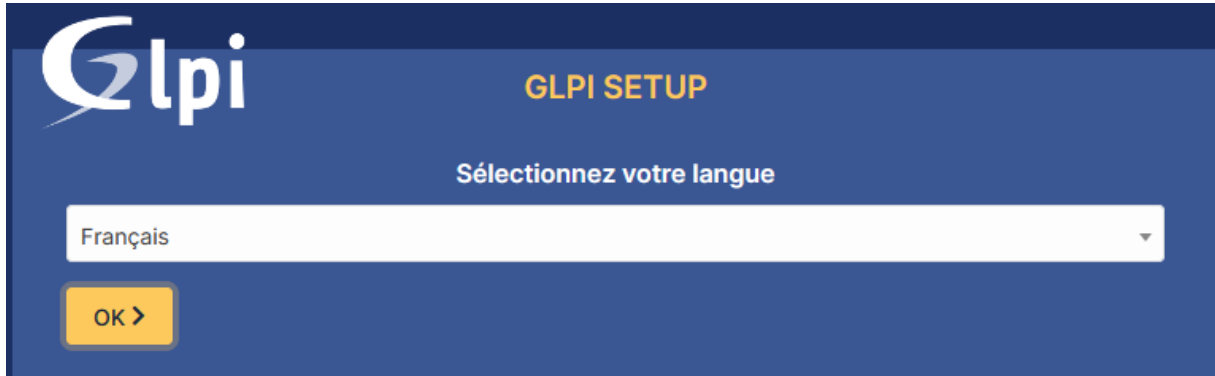 Glpi
GLPI SETUP
Sélectionnez votre langue
Français
OK